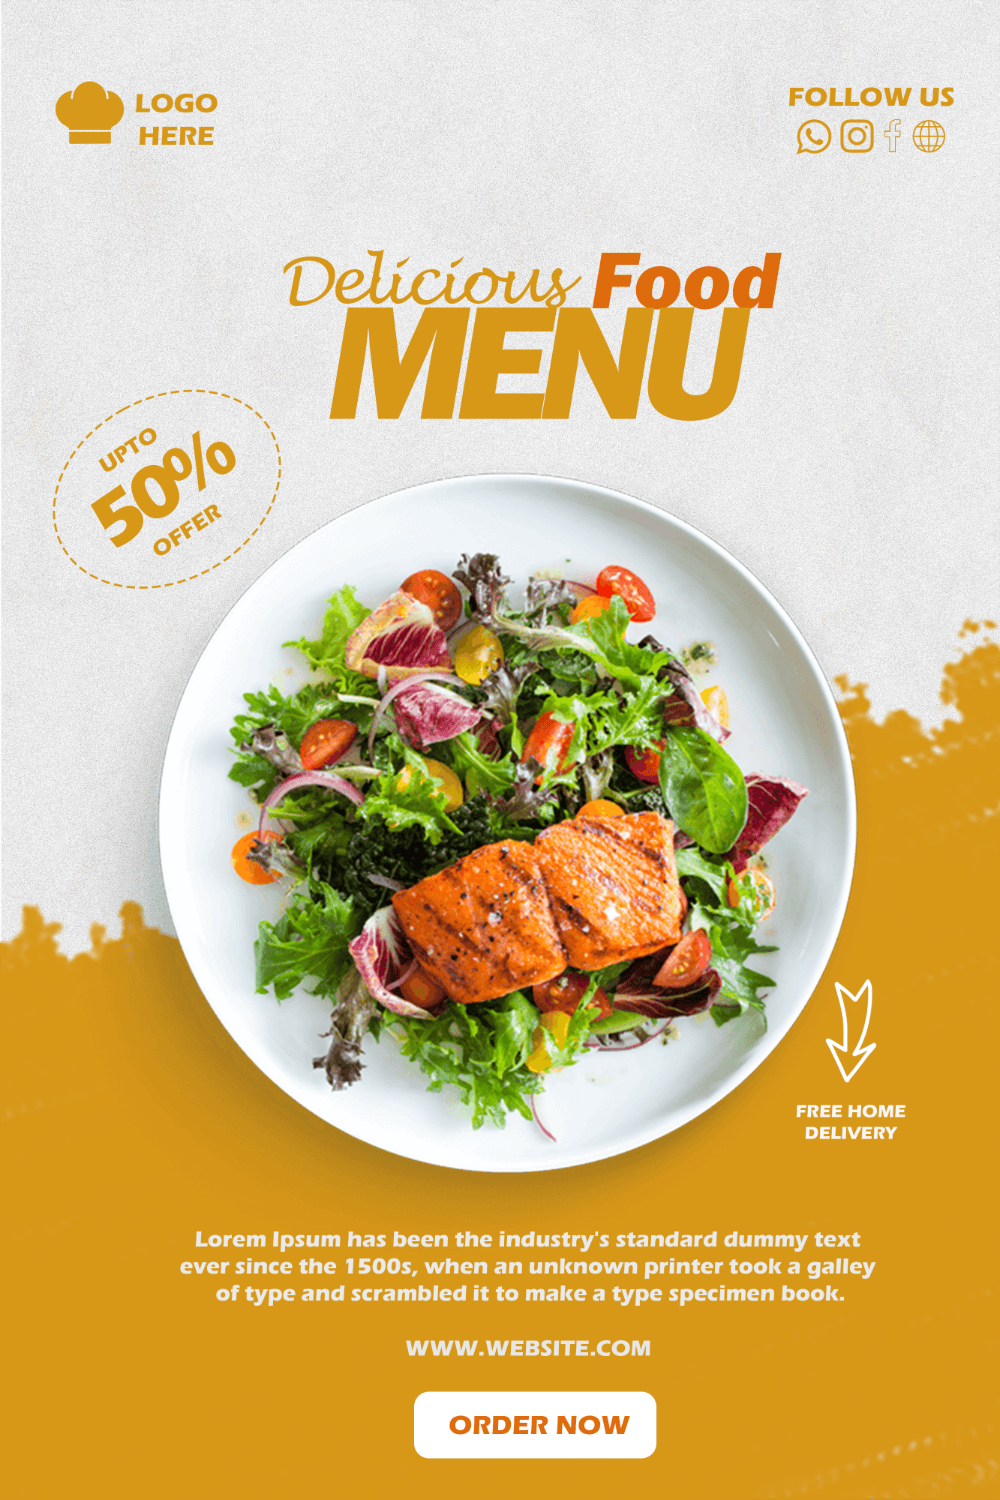 LOGO
HERE
FOLLOW US
Delicious Food
MENU
UPTO
50%
OFFER
FREE HOME
DELIVERY
Lorem Ipsum has been the industry's standard dummy text
ever since the 1500s, when an unknown printer took a galley
of type and scrambled it to make a type specimen book.
WWW.WEBSITE.COM
ORDER NOW